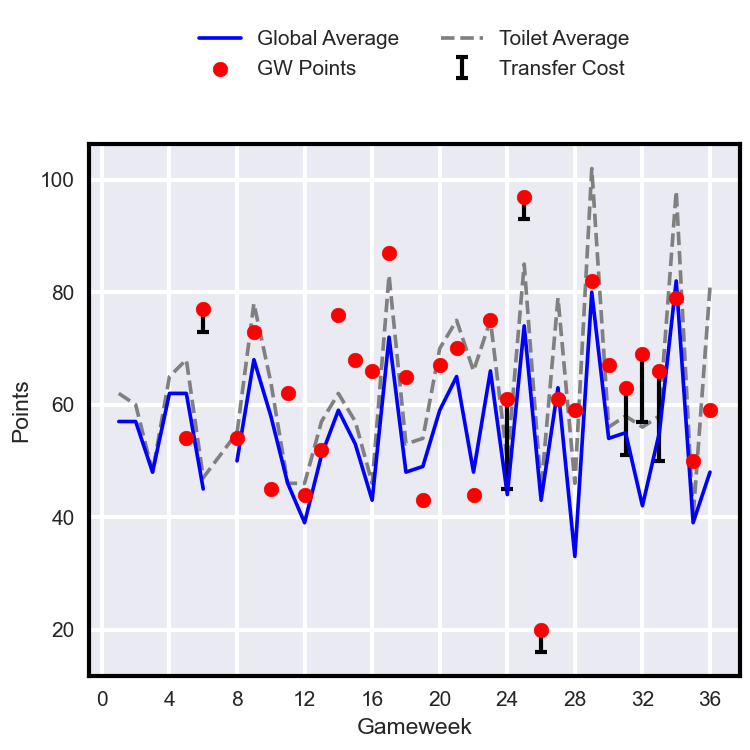 Global Average
Toilet Average
GW Points
Transfer Cost
100
80
60
40
20
Points
0 4 8 12 16 20 24 28 32 36
Gameweek